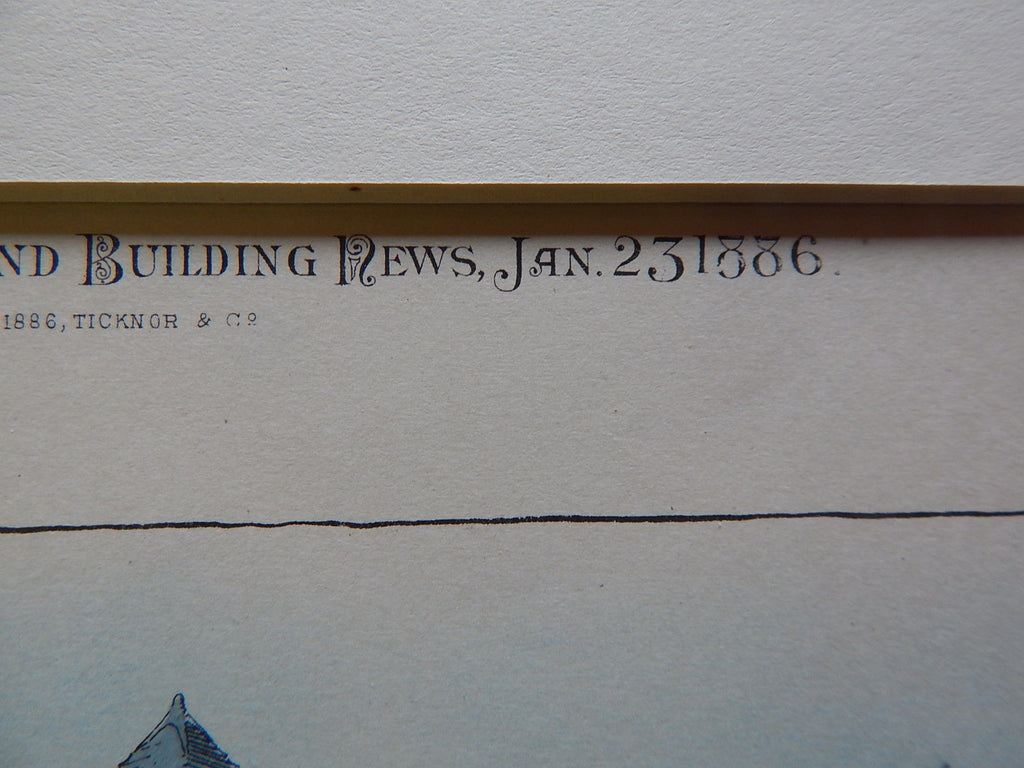 ND BUILDING NEWS, JAN. 23 1886.
1886, TICKNOR & Co